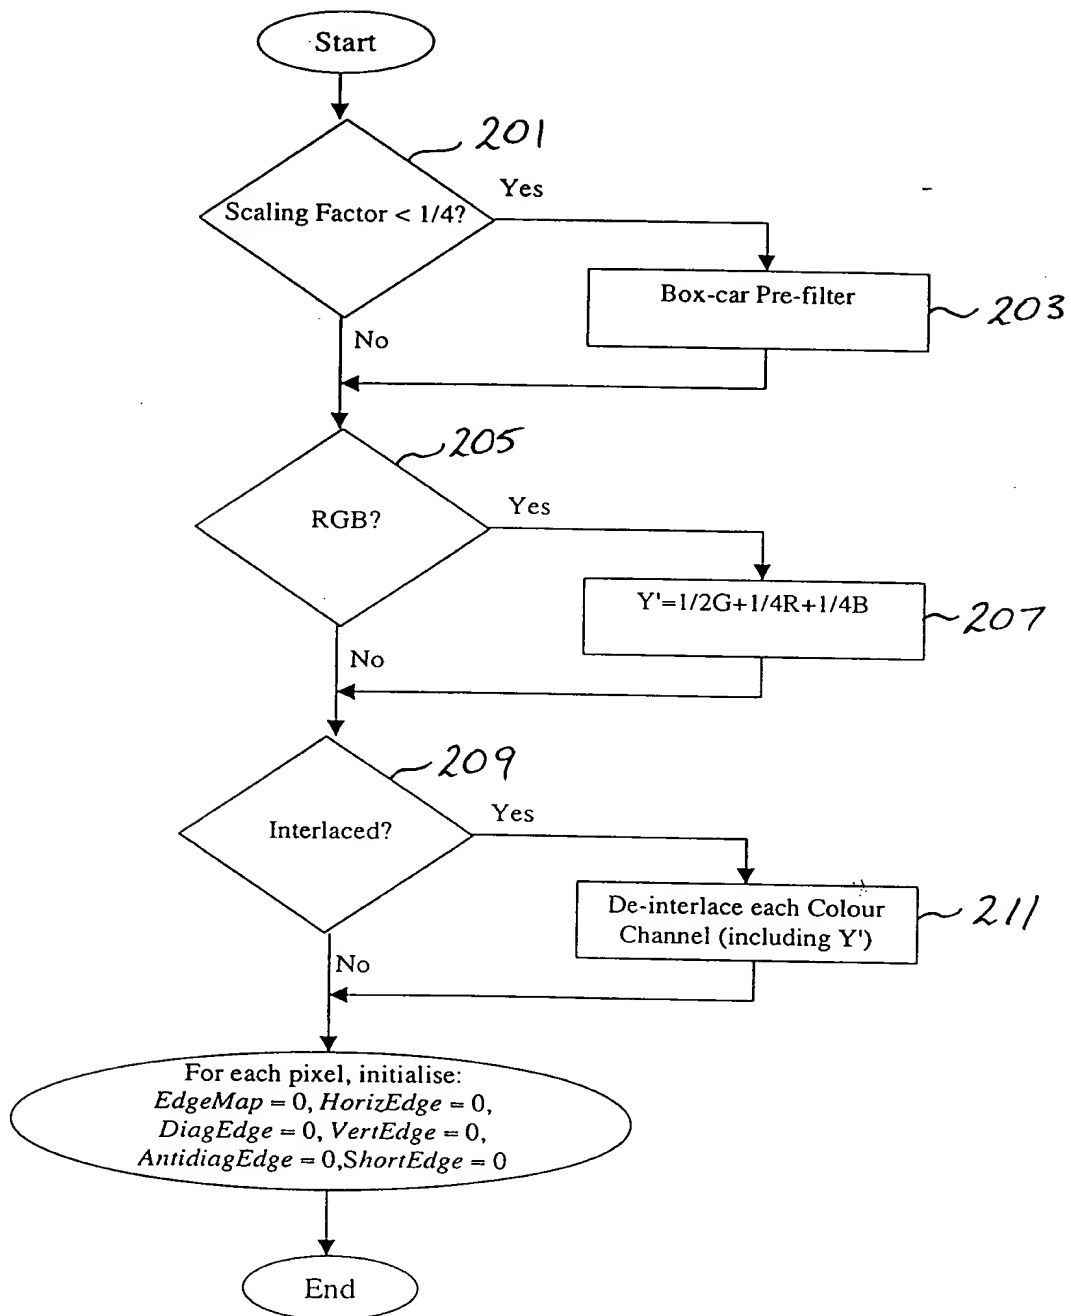 Start
201
Scaling Factor < 1/4?
Yes
Box-car Pre-filter
203
No
205
RGB?
Yes
Y'=1/2G+1/4R+1/4B
207
No
209
Interlaced?
Yes
De-interlace each Colour
Channel (including Y')
211
No
For each pixel, initialise:
EdgeMap = 0, HorizEdge = 0,
DiagEdge = 0, VertEdge = 0,
AntidiagEdge = 0,ShortEdge = 0
End